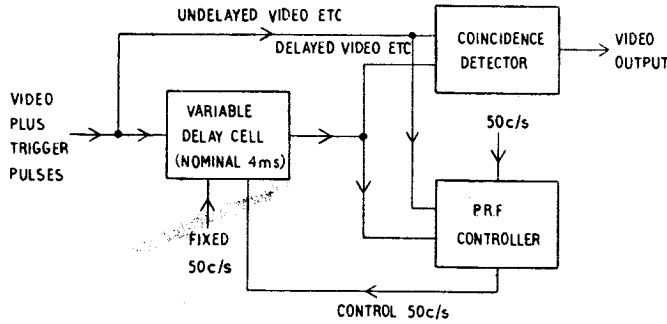 UNDELAYED VIDEO ETC
DELAYED VIDEO ETC
COINCIDENCE
DETECTOR
VIDEO
OUTPUT
VIDEO
PLUS
TRIGGER
PULSES
VARIABLE
DELAY CELL
(NOMINAL 4ms)
50c/s
P.R.F
CONTROLLER
FIXED
50c/s
CONTROL 50c/s